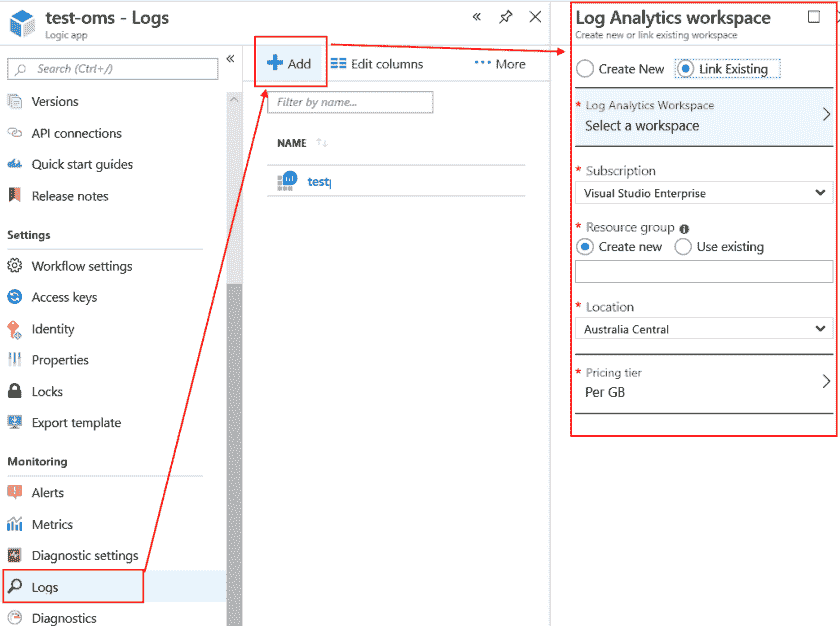 test-oms - Logs
Logic app
Search (Ctrl+/)
Versions
API connections
Quick start guides
Release notes
Settings
Workflow settings
Access keys
Identity
Properties
Locks
Export template
Monitoring
Alerts
Metrics
Diagnostic settings
Logs
Diagnostics
Add
Edit columns
More
Filter by name...
NAME
testq
Log Analytics workspace
Create new or link existing workspace
Create New
Link Existing
* Log Analytics Workspace
Select a workspace
* Subscription
Visual Studio Enterprise
* Resource group
Create new
Use existing
* Location
Australia Central
* Pricing tier
Per GB